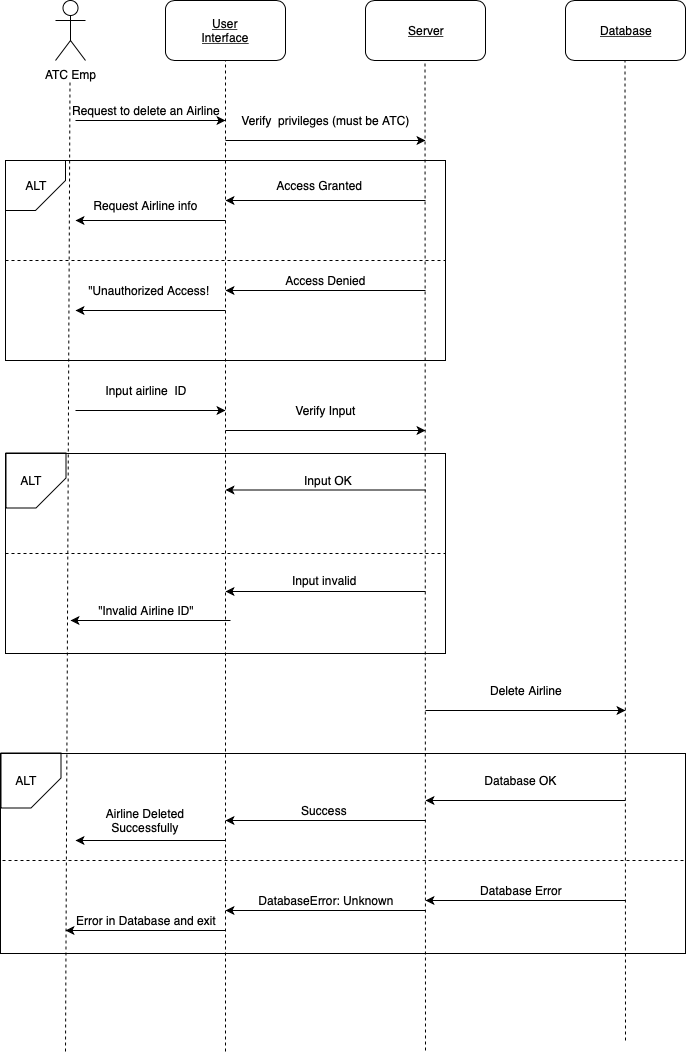 User
Interface
Server
Database
ATC Emp
Request to delete an Airline
Verify  privileges (must be ATC)
ALT
Access Granted
Request Airline info
Access Denied
"Unauthorized Access!
Input airline  ID
Verify Input
ALT
Input OK
Input invalid
"Invalid Airline ID"
Delete Airline
ALT
Database OK
Success
Airline Deleted
Successfully
Database Error
DatabaseError: Unknown
Error in Database and exit